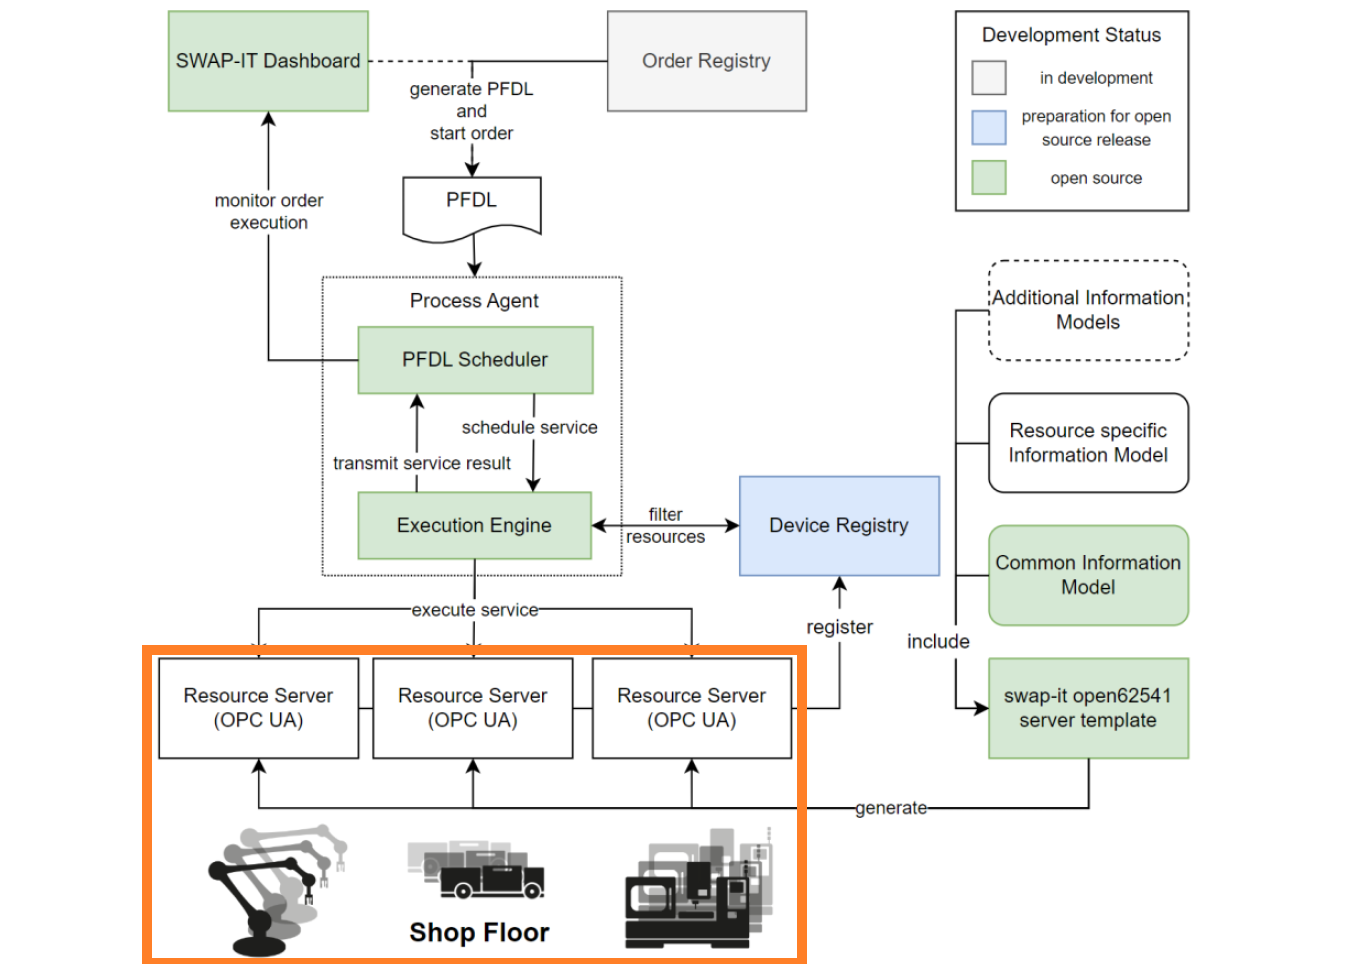 SWAP-IT Dashboard
Order Registry
Development Status
in development
preparation for open
source release
open source
generate PFDL
and
start order
monitor order
execution
PFDL
Process Agent
PFDL Scheduler
schedule service
transmit service result
Execution Engine
filter
resources
Device Registry
Additional Information
Models
Resource specific
Information Model
Common Information
Model
execute service
register
include
Resource Server
(OPC UA)
Resource Server
(OPC UA)
Resource Server
(OPC UA)
swap-it open62541
server template
generate
Shop Floor